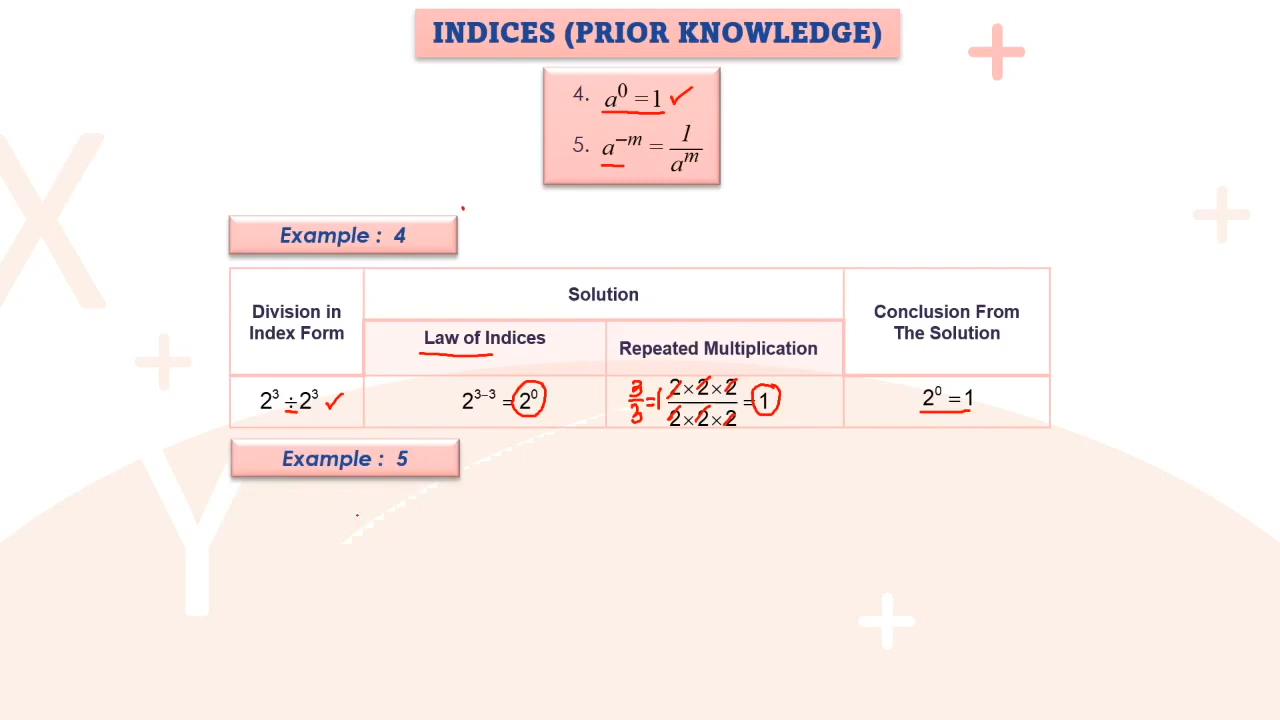 INDICES (PRIOR KNOWLEDGE)
4. a⁰ = 1 ✓
5. a⁻ᵐ = 1/aᵐ
Example : 4
Division in Index Form
Solution
Conclusion From The Solution
Law of Indices
Repeated Multiplication
2³ ÷ 2³ ✓
2³⁻³ = 2⁰
3/3 = 1
2 × 2 × 2 / 2 × 2 × 2 = 1
2⁰ = 1
Example : 5
X
Y